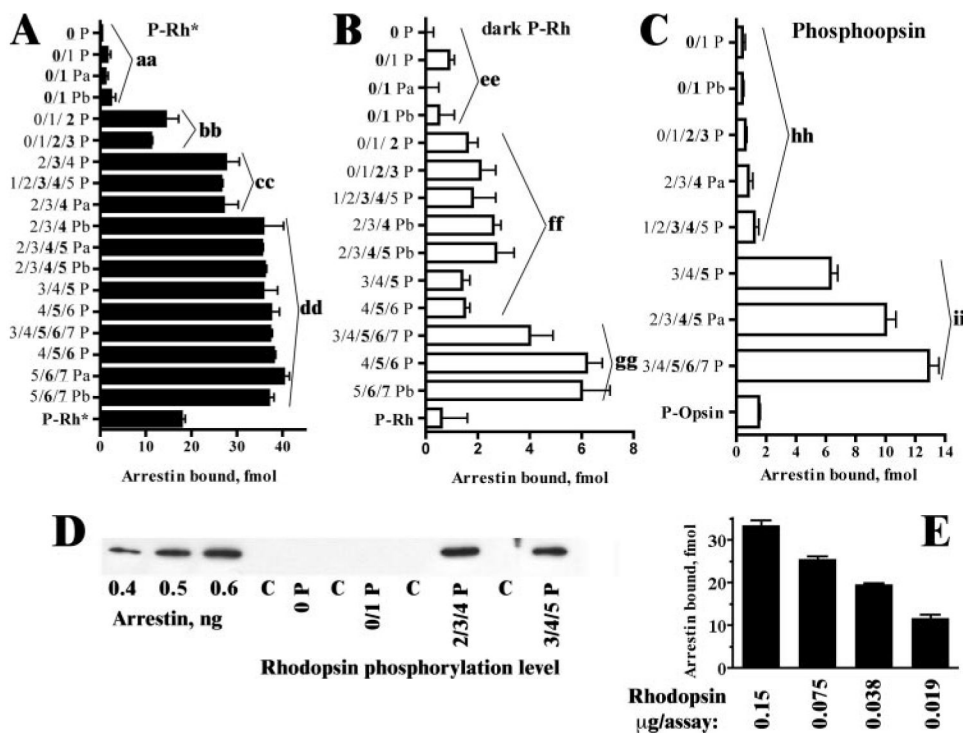 A
P-Rh*
0 P
0/1 P
0/1 Pa
0/1 Pb
0/1/ 2 P
0/1/2/3 P
2/3/4 P
1/2/3/4/5 P
2/3/4 Pa
2/3/4 Pb
2/3/4/5 Pa
2/3/4/5 Pb
3/4/5 P
4/5/6 P
3/4/5/6/7 P
4/5/6 P
5/6/7 Pa
5/6/7 Pb
P-Rh*
aa
bb
cc
dd
0 10 20 30 40
Arrestin bound, fmol
B
dark P-Rh
0 P
0/1 P
0/1 Pa
0/1 Pb
0/1/ 2 P
0/1/2/3 P
1/2/3/4/5 P
2/3/4 Pb
2/3/4/5 Pb
3/4/5 P
4/5/6 P
3/4/5/6/7 P
4/5/6 P
5/6/7 Pb
P-Rh
ee
ff
gg
0 2 4 6 8
Arrestin bound, fmol
C
Phosphoopsin
0/1 P
0/1 Pb
0/1/2/3 P
2/3/4 Pa
1/2/3/4/5 P
3/4/5 P
2/3/4/5 Pa
3/4/5/6/7 P
P-Opsin
hh
ii
0 2 4 6 8 10 12 14
Arrestin bound, fmol
D
0.4 0.5 0.6 C 0 P C 0/1 P C 2/3/4 P C 3/4/5 P
Arrestin, ng
Rhodopsin phosphorylation level
E
Arrestin bound, fmol
30
20
10
0
Rhodopsin
µg/assay:
0.15 0.075 0.038 0.019